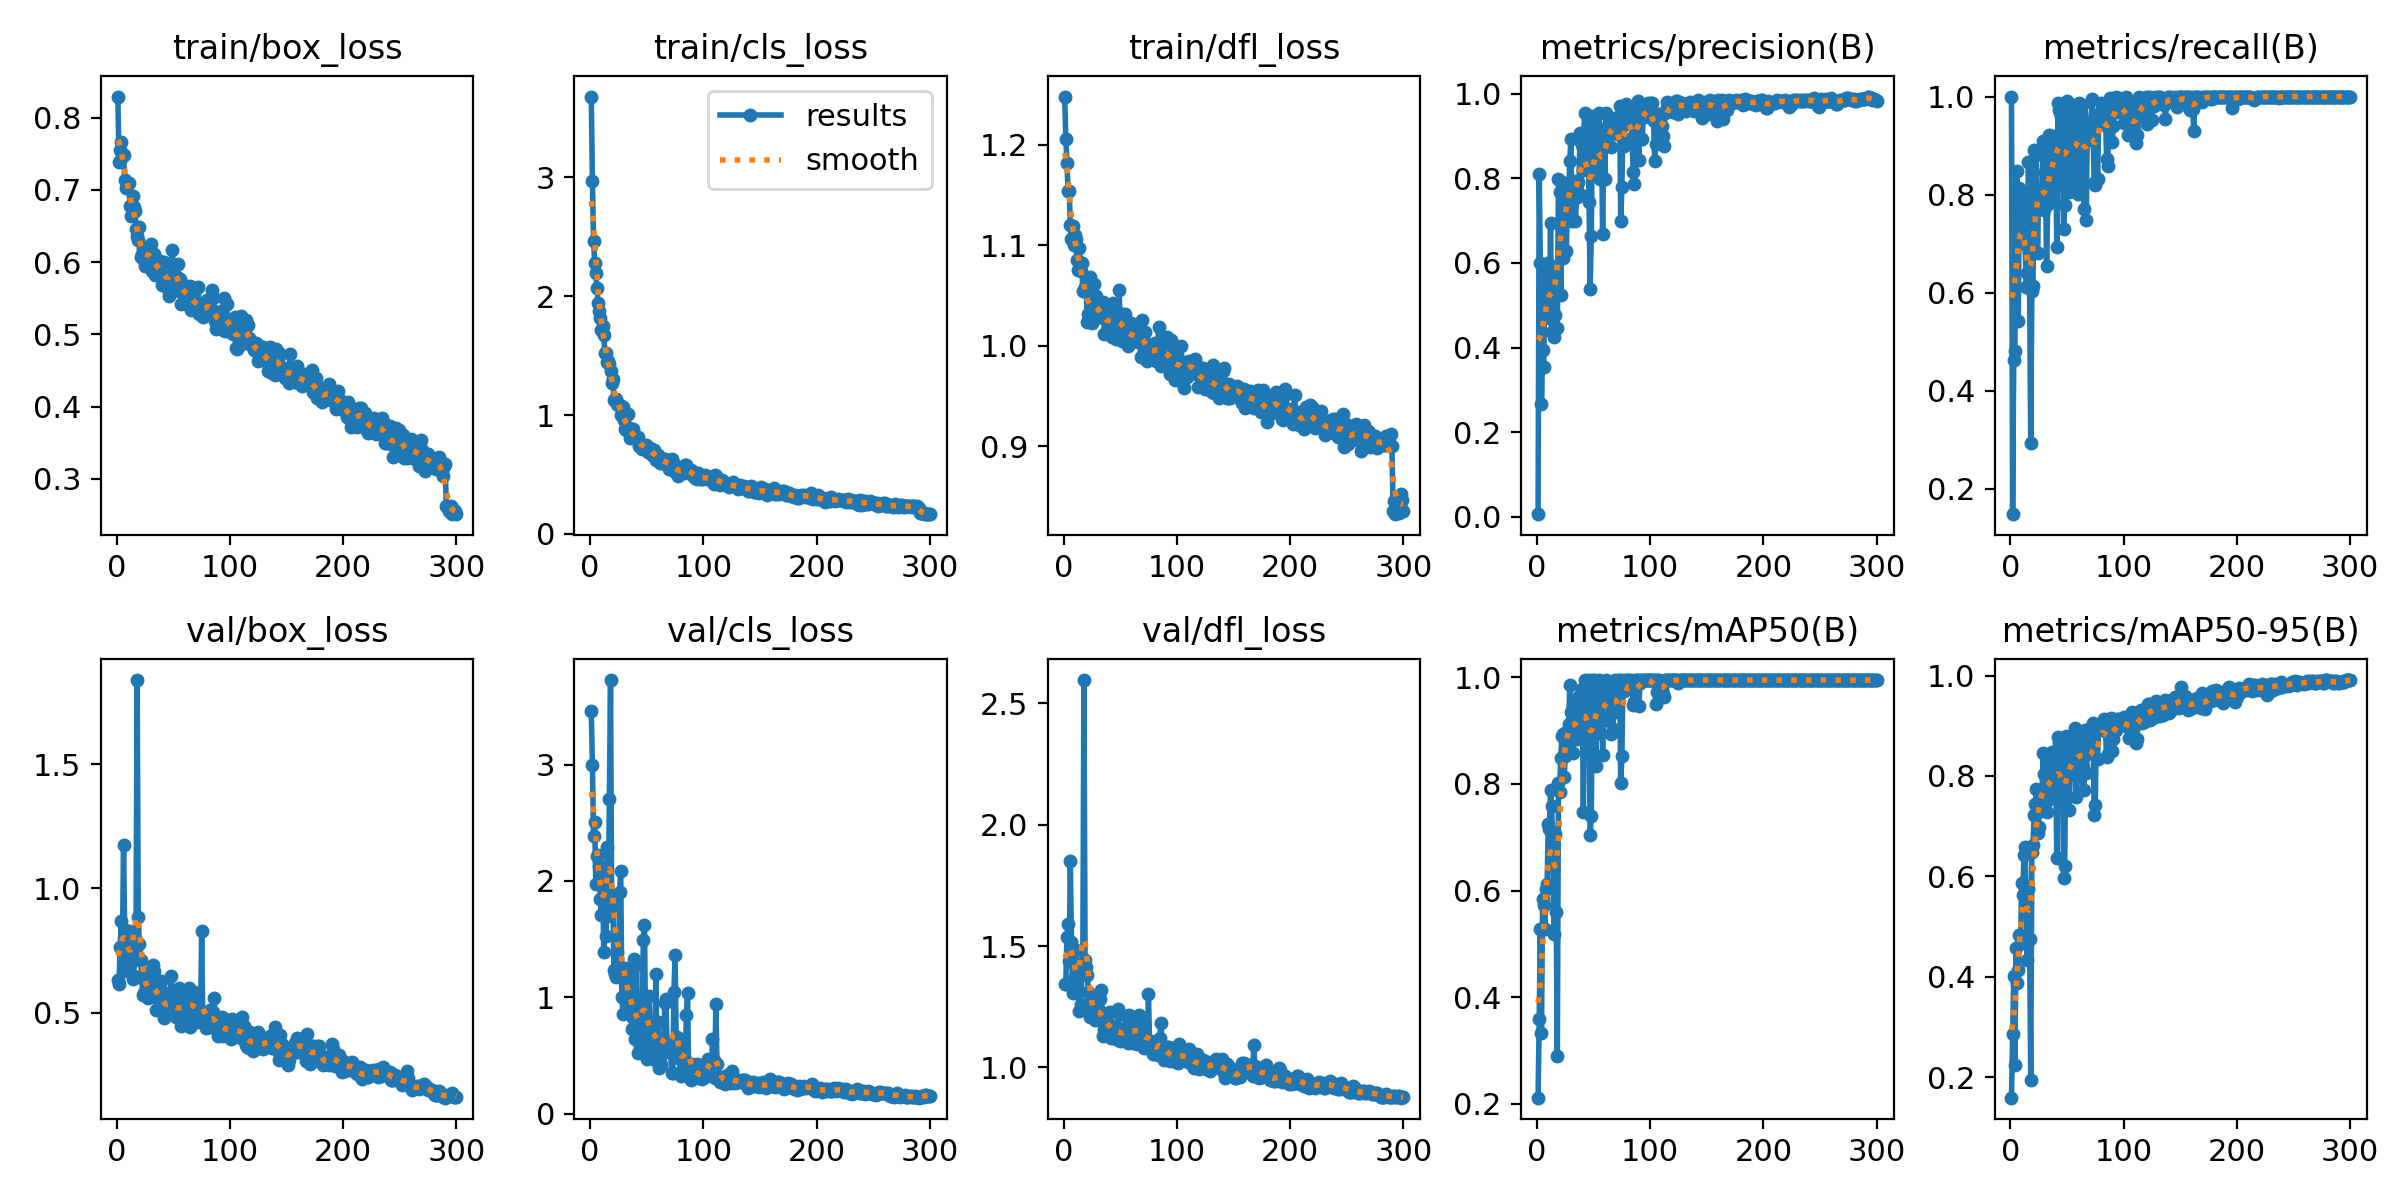 train/box_loss
train/cls_loss
train/dfl_loss
metrics/precision(B)
metrics/recall(B)
results
smooth
0.8
0.7
0.6
0.5
0.4
0.3
0 100 200 300
3
2
1
0
0 100 200 300
1.2
1.1
1.0
0.9
0 100 200 300
1.0
0.8
0.6
0.4
0.2
0.0
0 100 200 300
1.0
0.8
0.6
0.4
0.2
0 100 200 300
val/box_loss
val/cls_loss
val/dfl_loss
metrics/mAP50(B)
metrics/mAP50-95(B)
1.5
1.0
0.5
0 100 200 300
3
2
1
0
0 100 200 300
2.5
2.0
1.5
1.0
0 100 200 300
1.0
0.8
0.6
0.4
0.2
0 100 200 300
1.0
0.8
0.6
0.4
0.2
0 100 200 300